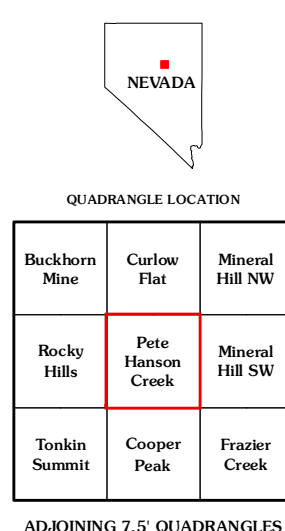 NEVADA
QUADRANGLE LOCATION
Buckhorn
Mine
Curlow
Flat
Mineral
Hill NW
Rocky
Hills
Pete
Hanson
Creek
Mineral
Hill SW
Tonkin
Summit
Cooper
Peak
Frazier
Creek
ADJOINING 7.5' QUADRANGLES